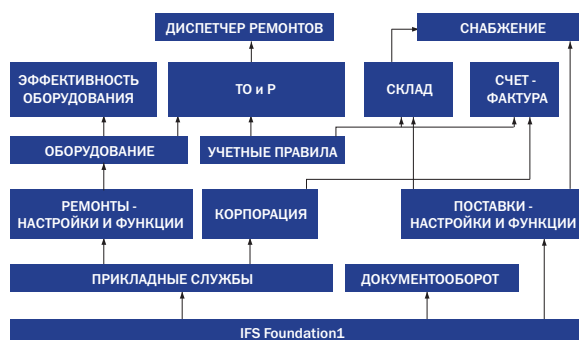 ДИСПЕТЧЕР РЕМОНТОВ
СНАБЖЕНИЕ
ЭФФЕКТИВНОСТЬ
ОБОРУДОВАНИЯ
ТО и Р
СКЛАД
СЧЕТ -
ФАКТУРА
ОБОРУДОВАНИЕ
УЧЕТНЫЕ ПРАВИЛА
РЕМОНТЫ -
НАСТРОЙКИ И ФУНКЦИИ
КОРПОРАЦИЯ
ПОСТАВКИ -
НАСТРОЙКИ И ФУНКЦИИ
ПРИКЛАДНЫЕ СЛУЖБЫ
ДОКУМЕНТООБОРОТ
IFS Foundation1